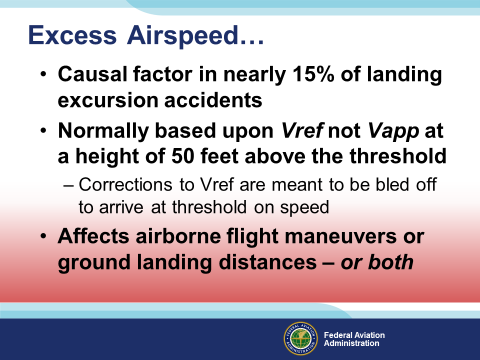 Excess Airspeed…
• Causal factor in nearly 15% of landing
excursion accidents
• Normally based upon Vref not Vapp at
a height of 50 feet above the threshold
– Corrections to Vref are meant to be bled off
to arrive at threshold on speed
• Affects airborne flight maneuvers or
ground landing distances – or both
Federal Aviation
Administration